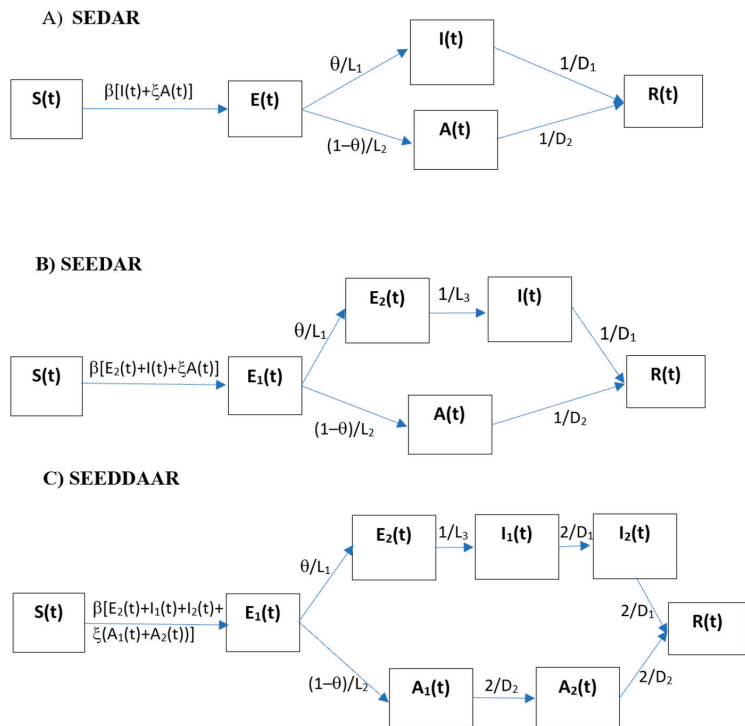 A) SEDAR
I(t)
θ/L₁
1/D₁
S(t)
β[I(t)+ξA(t)]
E(t)
R(t)
A(t)
(1–θ)/L₂
1/D₂
B) SEEDAR
E₂(t)
1/L₃
I(t)
θ/L₁
1/D₁
S(t)
β[E₂(t)+I(t)+ξA(t)]
E₁(t)
R(t)
(1–θ)/L₂
A(t)
1/D₂
C) SEEDDAAR
E₂(t)
1/L₃
I₁(t)
2/D₁
I₂(t)
θ/L₁
S(t)
β[E₂(t)+I₁(t)+I₂(t)+
ξ(A₁(t)+A₂(t))]
E₁(t)
2/D₁
R(t)
(1–θ)/L₂
A₁(t)
2/D₂
A₂(t)
2/D₂